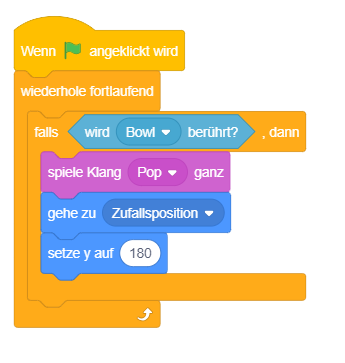 Wenn angeklickt wird
wiederhole fortlaufend
falls wird Bowl berührt? , dann
spiele Klang Pop ganz
gehe zu Zufallsposition
setze y auf 180